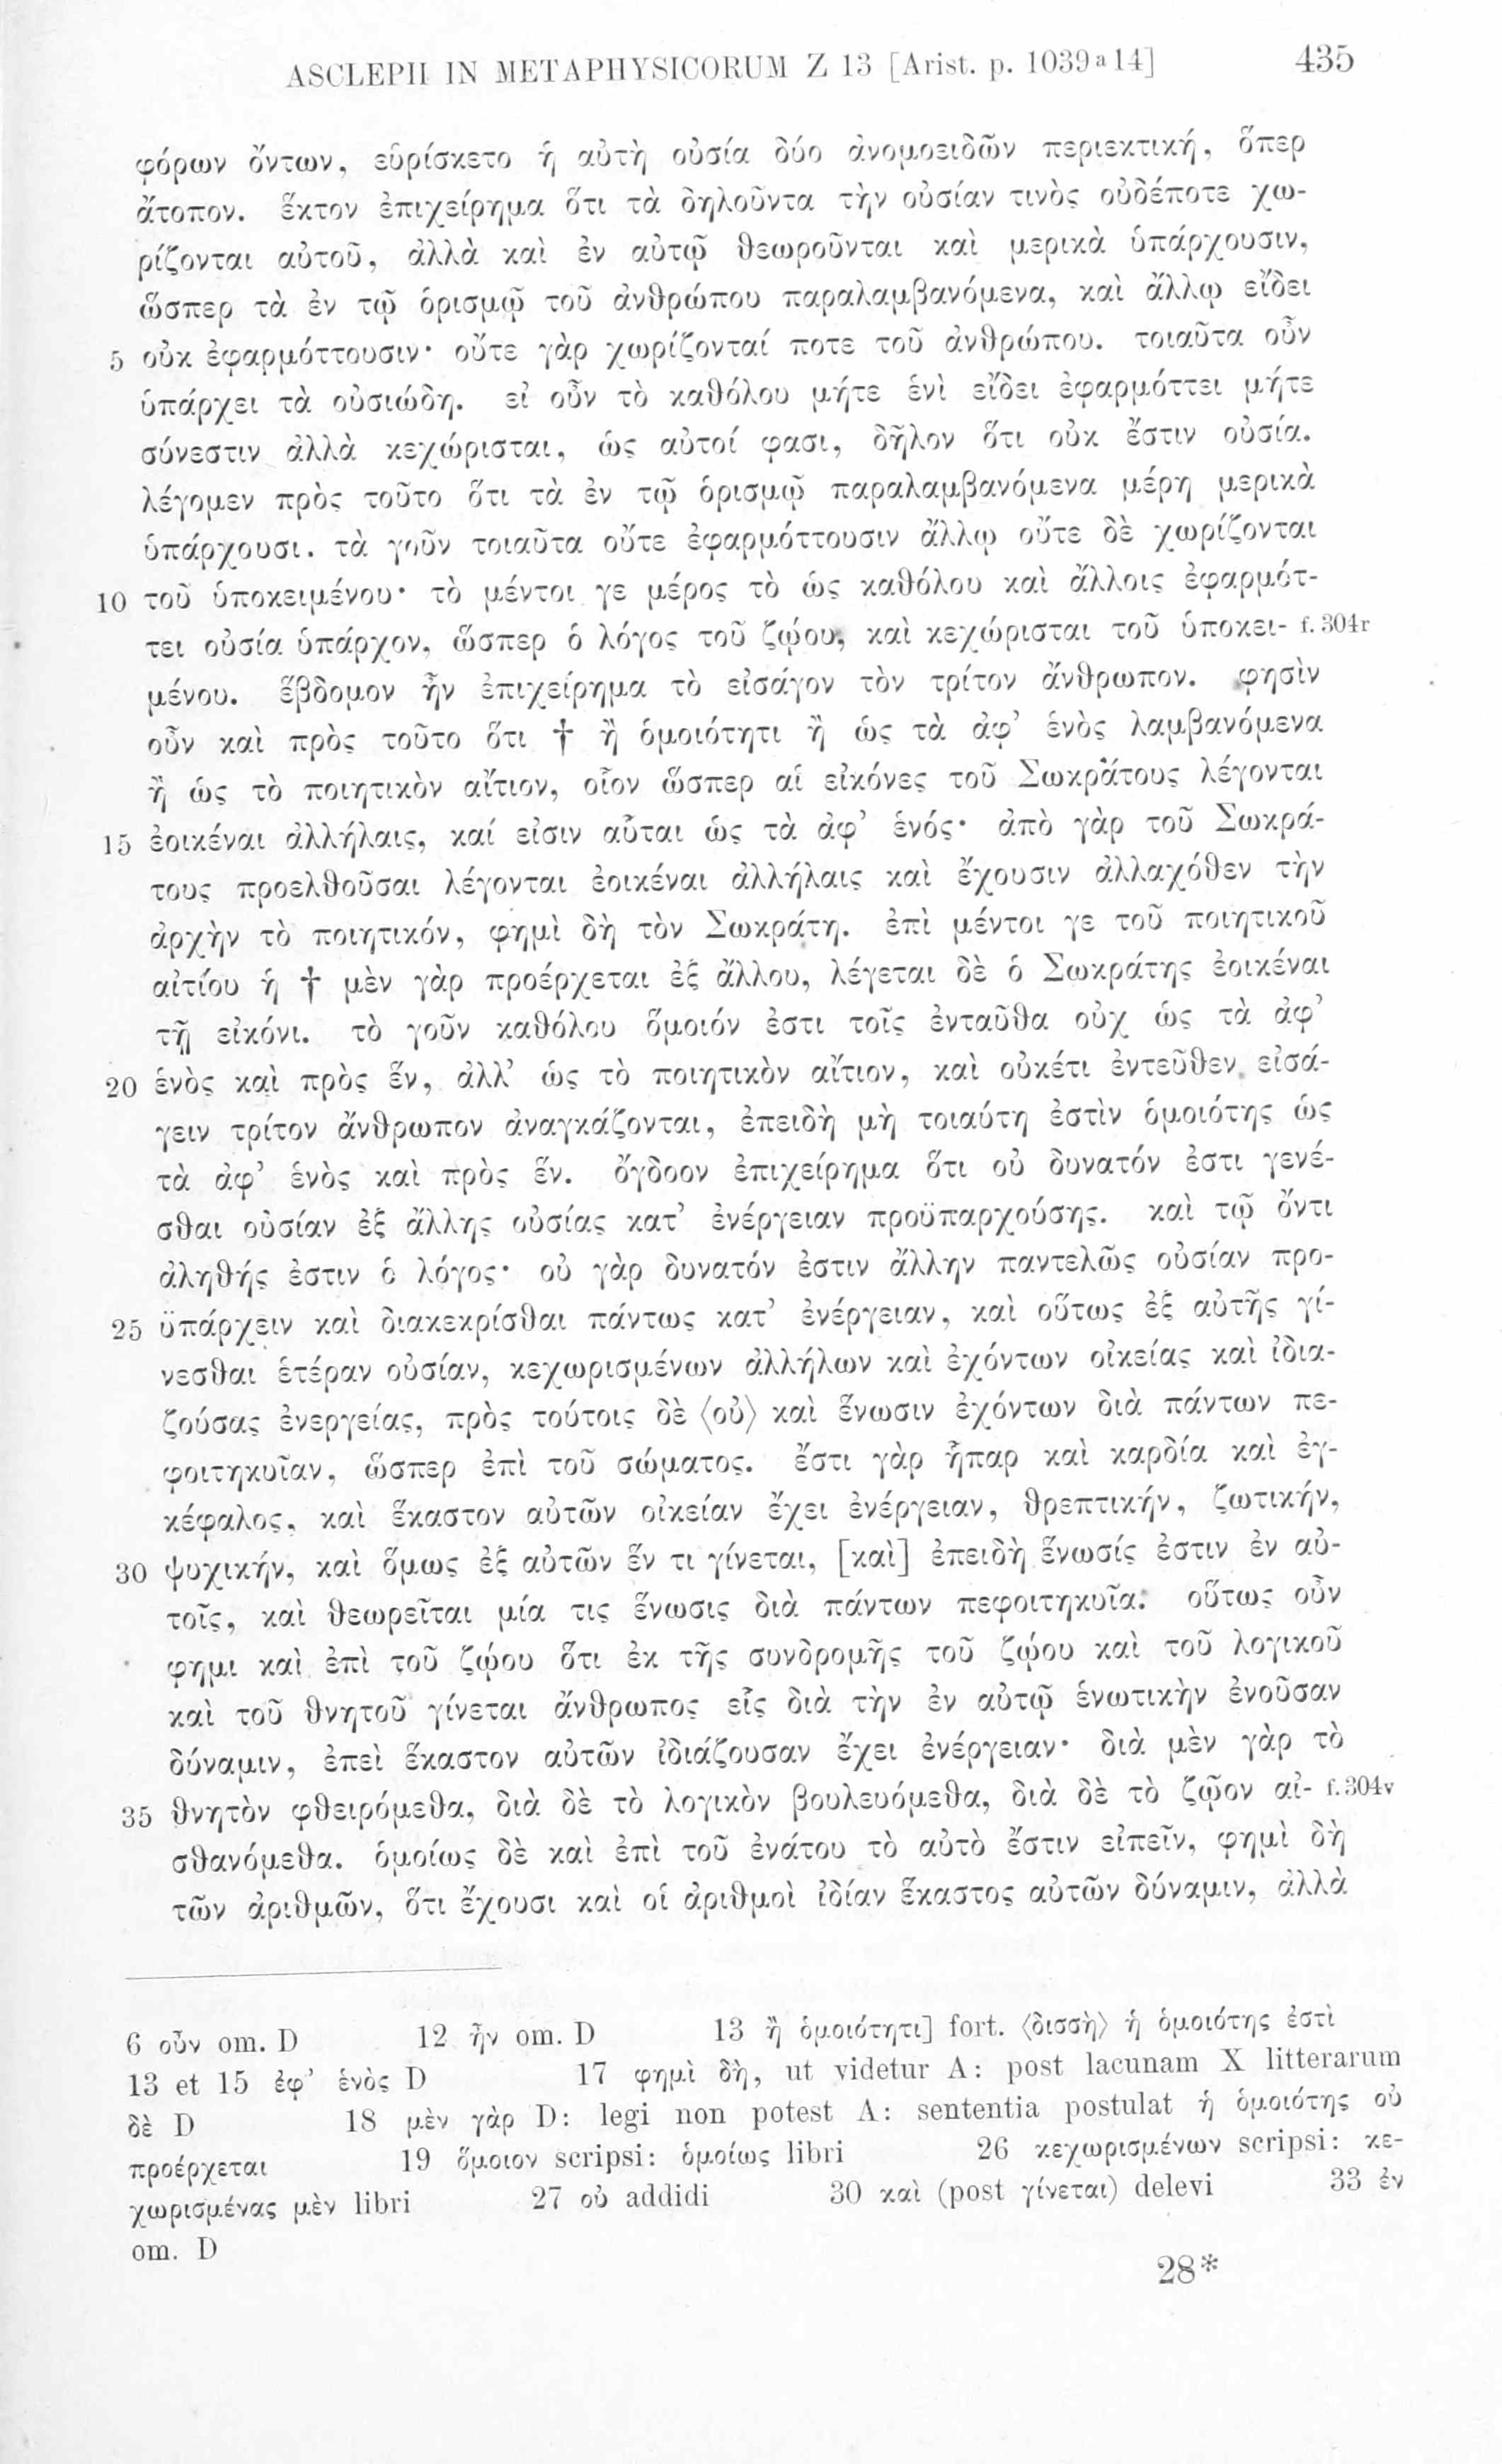 ASCLEPII IN METAPHYSICORUM Z 13 [Arist. p. 1039a14] 435
φόρων ὄντων, εὑρίσκετο ἡ αὐτὴ οὐσία δύο ἀνομοειδῶν περιεκτική, ὅπερ
ἄτοπον. ἕκτον ἐπιχείρημα ὅτι τὰ δηλοῦντα τὴν οὐσίαν τινὸς οὐδέποτε χω-
ρίζονται αὐτοῦ, ἀλλὰ καὶ ἐν αὐτῷ θεωροῦνται καὶ μερικὰ ὑπάρχουσιν,
ὥσπερ τὰ ἐν τῷ ὁρισμῷ τοῦ ἀνθρώπου παραλαμβανόμενα, καὶ ἄλλῳ εἴδει
5 οὐκ ἐφαρμόττουσιν· οὔτε γὰρ χωρίζονταί ποτε τοῦ ἀνθρώπου. τοιαῦτα οὖν
ὑπάρχει τὰ οὐσιώδη. εἰ οὖν τὸ καθόλου μήτε ἑνὶ εἴδει ἐφαρμόττει μήτε
σύνεστιν ἀλλὰ κεχώρισται, ὡς αὐτοί φασι, δῆλον ὅτι οὐκ ἔστιν οὐσία.
λέγομεν πρὸς τοῦτο ὅτι τὰ ἐν τῷ ὁρισμῷ παραλαμβανόμενα μέρη μερικὰ
ὑπάρχουσι. τὰ γοῦν τοιαῦτα οὔτε ἐφαρμόττουσιν ἄλλῳ οὔτε δὲ χωρίζονται
10 τοῦ ὑποκειμένου· τὸ μέντοι γε μέρος τὸ ὡς καθόλου καὶ ἄλλοις ἐφαρμότ-
τει οὐσία ὑπάρχον, ὥσπερ ὁ λόγος τοῦ ζῴου, καὶ κεχώρισται τοῦ ὑποκει- f. 304r
μένου. ἕβδομον ἦν ἐπιχείρημα τὸ εἰσάγον τὸν τρίτον ἄνθρωπον. φησὶν
οὖν καὶ πρὸς τοῦτο ὅτι † ἢ ὁμοιότητι ἢ ὡς τὰ ἀφ’ ἑνὸς λαμβανόμενα
ἢ ὡς τὸ ποιητικὸν αἴτιον, οἷον ὥσπερ αἱ εἰκόνες τοῦ Σωκράτους λέγονται
15 ἐοικέναι ἀλλήλαις, καί εἰσιν αὗται ὡς τὰ ἀφ’ ἑνός· ἀπὸ γὰρ τοῦ Σωκρά-
τους προελθοῦσαι λέγονται ἐοικέναι ἀλλήλαις καὶ ἔχουσιν ἀλλαχόθεν τὴν
ἀρχὴν τὸ ποιητικόν, φημὶ δὴ τὸν Σωκράτη. ἐπὶ μέντοι γε τοῦ ποιητικοῦ
αἰτίου ἡ † μὲν γὰρ προέρχεται ἐξ ἄλλου, λέγεται δὲ ὁ Σωκράτης ἐοικέναι
τῇ εἰκόνι. τὸ γοῦν καθόλου ὅμοιόν ἐστι τοῖς ἐνταῦθα οὐχ ὡς τὰ ἀφ’
20 ἑνὸς καὶ πρὸς ἕν, ἀλλ’ ὡς τὸ ποιητικὸν αἴτιον, καὶ οὐκέτι ἐντεῦθεν εἰσά-
γειν τρίτον ἄνθρωπον ἀναγκάζονται, ἐπειδὴ μὴ τοιαύτη ἐστὶν ὁμοιότης ὡς
τὰ ἀφ’ ἑνὸς καὶ πρὸς ἕν. ὄγδοον ἐπιχείρημα ὅτι οὐ δυνατόν ἐστι γενέ-
σθαι οὐσίαν ἐξ ἄλλης οὐσίας κατ’ ἐνέργειαν προϋπαρχούσης. καὶ τῷ ὄντι
ἀληθής ἐστιν ὁ λόγος· οὐ γὰρ δυνατόν ἐστιν ἄλλην παντελῶς οὐσίαν προ-
25 ϋπάρχειν καὶ διακεκρίσθαι πάντως κατ’ ἐνέργειαν, καὶ οὕτως ἐξ αὐτῆς γί-
νεσθαι ἑτέραν οὐσίαν, κεχωρισμένων ἀλλήλων καὶ ἐχόντων οἰκείας καὶ ἰδια-
ζούσας ἐνεργείας, πρὸς τούτοις δὲ ⟨οὐ⟩ καὶ ἕνωσιν ἐχόντων διὰ πάντων πε-
φοιτηκυῖαν, ὥσπερ ἐπὶ τοῦ σώματος. ἔστι γὰρ ἧπαρ καὶ καρδία καὶ ἐγ-
κέφαλος, καὶ ἕκαστον αὐτῶν οἰκείαν ἔχει ἐνέργειαν, θρεπτικήν, ζωτικήν,
30 ψυχικήν, καὶ ὅμως ἐξ αὐτῶν ἕν τι γίνεται, [καὶ] ἐπειδὴ ἕνωσίς ἐστιν ἐν αὐ-
τοῖς, καὶ θεωρεῖται μία τις ἕνωσις διὰ πάντων πεφοιτηκυῖα. οὕτως οὖν
φημι καὶ ἐπὶ τοῦ ζῴου ὅτι ἐκ τῆς συνδρομῆς τοῦ ζῴου καὶ τοῦ λογικοῦ
καὶ τοῦ θνητοῦ γίνεται ἄνθρωπος εἷς διὰ τὴν ἐν αὐτῷ ἑνωτικὴν ἐνοῦσαν
δύναμιν, ἐπεὶ ἕκαστον αὐτῶν ἰδιάζουσαν ἔχει ἐνέργειαν· διὰ μὲν γὰρ τὸ
35 θνητὸν φθειρόμεθα, διὰ δὲ τὸ λογικὸν βουλευόμεθα, διὰ δὲ τὸ ζῷον αἰ- f. 304v
σθανόμεθα. ὁμοίως δὲ καὶ ἐπὶ τοῦ ἐνάτου τὸ αὐτὸ ἔστιν εἰπεῖν, φημὶ δὴ
τῶν ἀριθμῶν, ὅτι ἔχουσι καὶ οἱ ἀριθμοὶ ἰδίαν ἕκαστος αὐτῶν δύναμιν, ἀλλὰ
6 οὖν om. D 12 ἦν om. D 13 ἢ ὁμοιότητι] fort. ⟨δισσὴ⟩ ἡ ὁμοιότης ἐστὶ
13 et 15 ἐφ’ ἑνὸς D 17 φημὶ δὴ, ut videtur A: post lacunam X litterarum
δὲ D 18 μὲν γὰρ D: legi non potest A: sententia postulat ἡ ὁμοιότης οὐ
προέρχεται 19 ὅμοιον scripsi: ὁμοίως libri 26 κεχωρισμένων scripsi: κε-
χωρισμένας μὲν libri 27 οὐ addidi 30 καὶ (post γίνεται) delevi 33 ἐν
om. D
28*